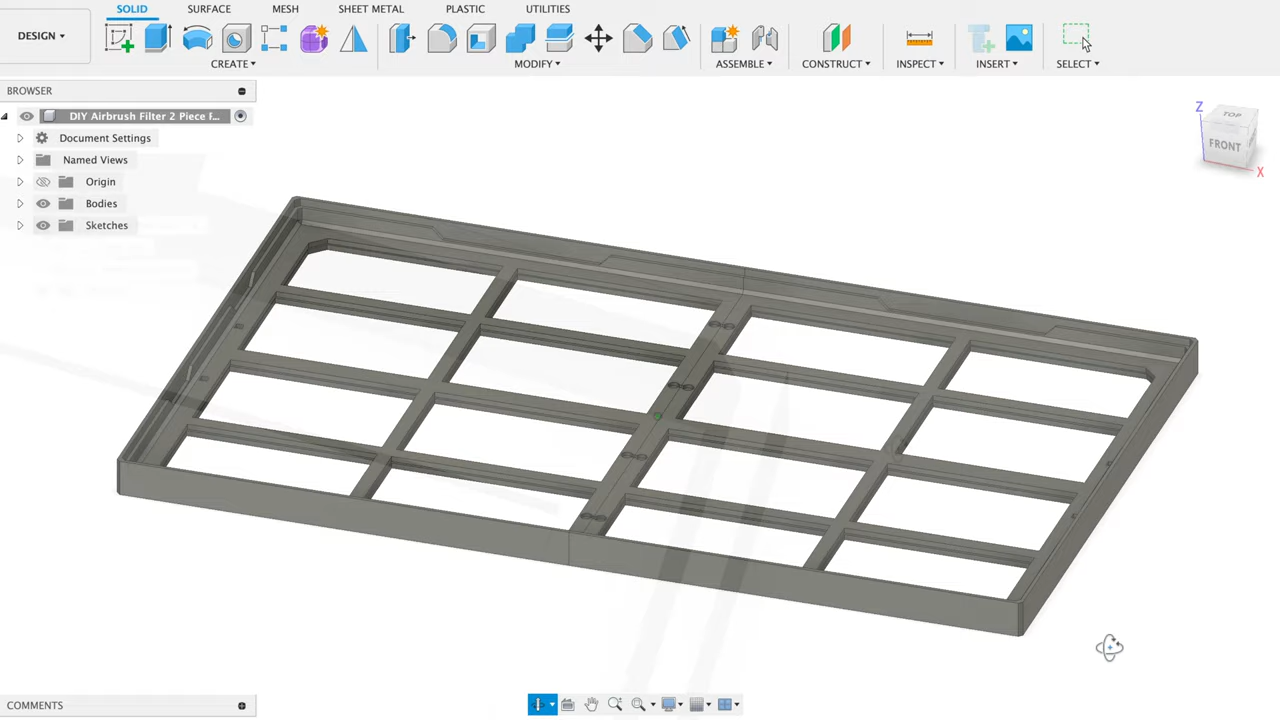 SOLID SURFACE MESH SHEET METAL PLASTIC UTILITIES
DESIGN
CREATE MODIFY ASSEMBLE CONSTRUCT INSPECT INSERT SELECT
BROWSER
DIY Airbrush Filter 2 Piece F...
Document Settings
Named Views
Origin
Bodies
Sketches
Z
TOP
FRONT
X
COMMENTS